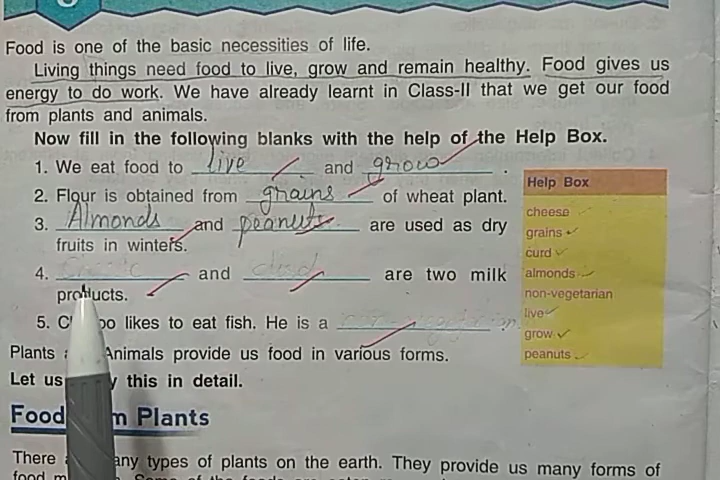 Food is one of the basic necessities of life.
Living things need food to live, grow and remain healthy. Food gives us
energy to do work. We have already learnt in Class-II that we get our food
from plants and animals.
Now fill in the following blanks with the help of the Help Box.
1. We eat food to live and grow .
2. Flour is obtained from grains of wheat plant.
3. Almonds and peanuts are used as dry
fruits in winters.
4. and are two milk
products.
5. likes to eat fish. He is a .
Plants Animals provide us food in various forms.
Let us this in detail.
Help Box
cheese
grains
curd
almonds
non-vegetarian
live
grow
peanuts
Food Plants
There types of plants on the earth. They provide us many forms of